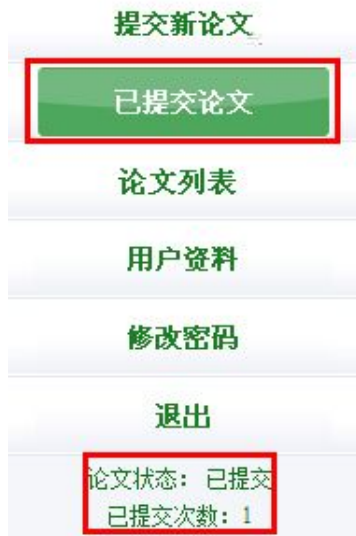 提交新论文
已提交论文
论文列表
用户资料
修改密码
退出
论文状态: 已提交
已提交次数: 1